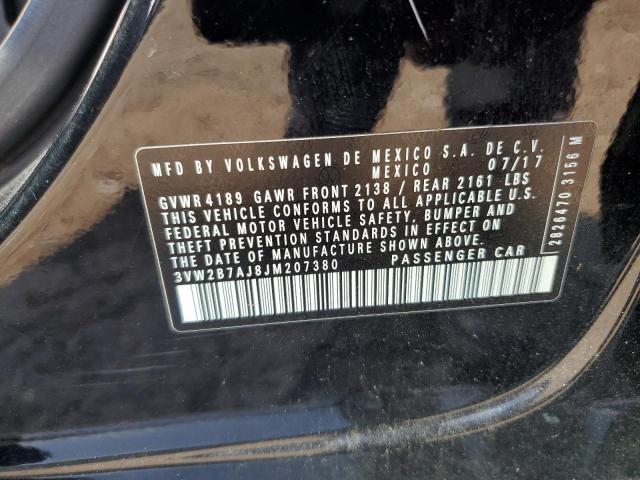 MFD BY VOLKSWAGEN DE MEXICO S.A. DE C.V.
MEXICO 07/17
GVWR 4189 GAWR FRONT 2138 / REAR 2161 LBS
THIS VEHICLE CONFORMS TO ALL APPLICABLE
FEDERAL MOTOR VEHICLE SAFETY, BUMPER AND
THEFT PREVENTION STANDARDS IN EFFECT ON
THE DATE OF MANUFACTURE SHOWN ABOVE.
3VW2B7AJ8JM207380 PASSENGER CAR
2826470 3156 M